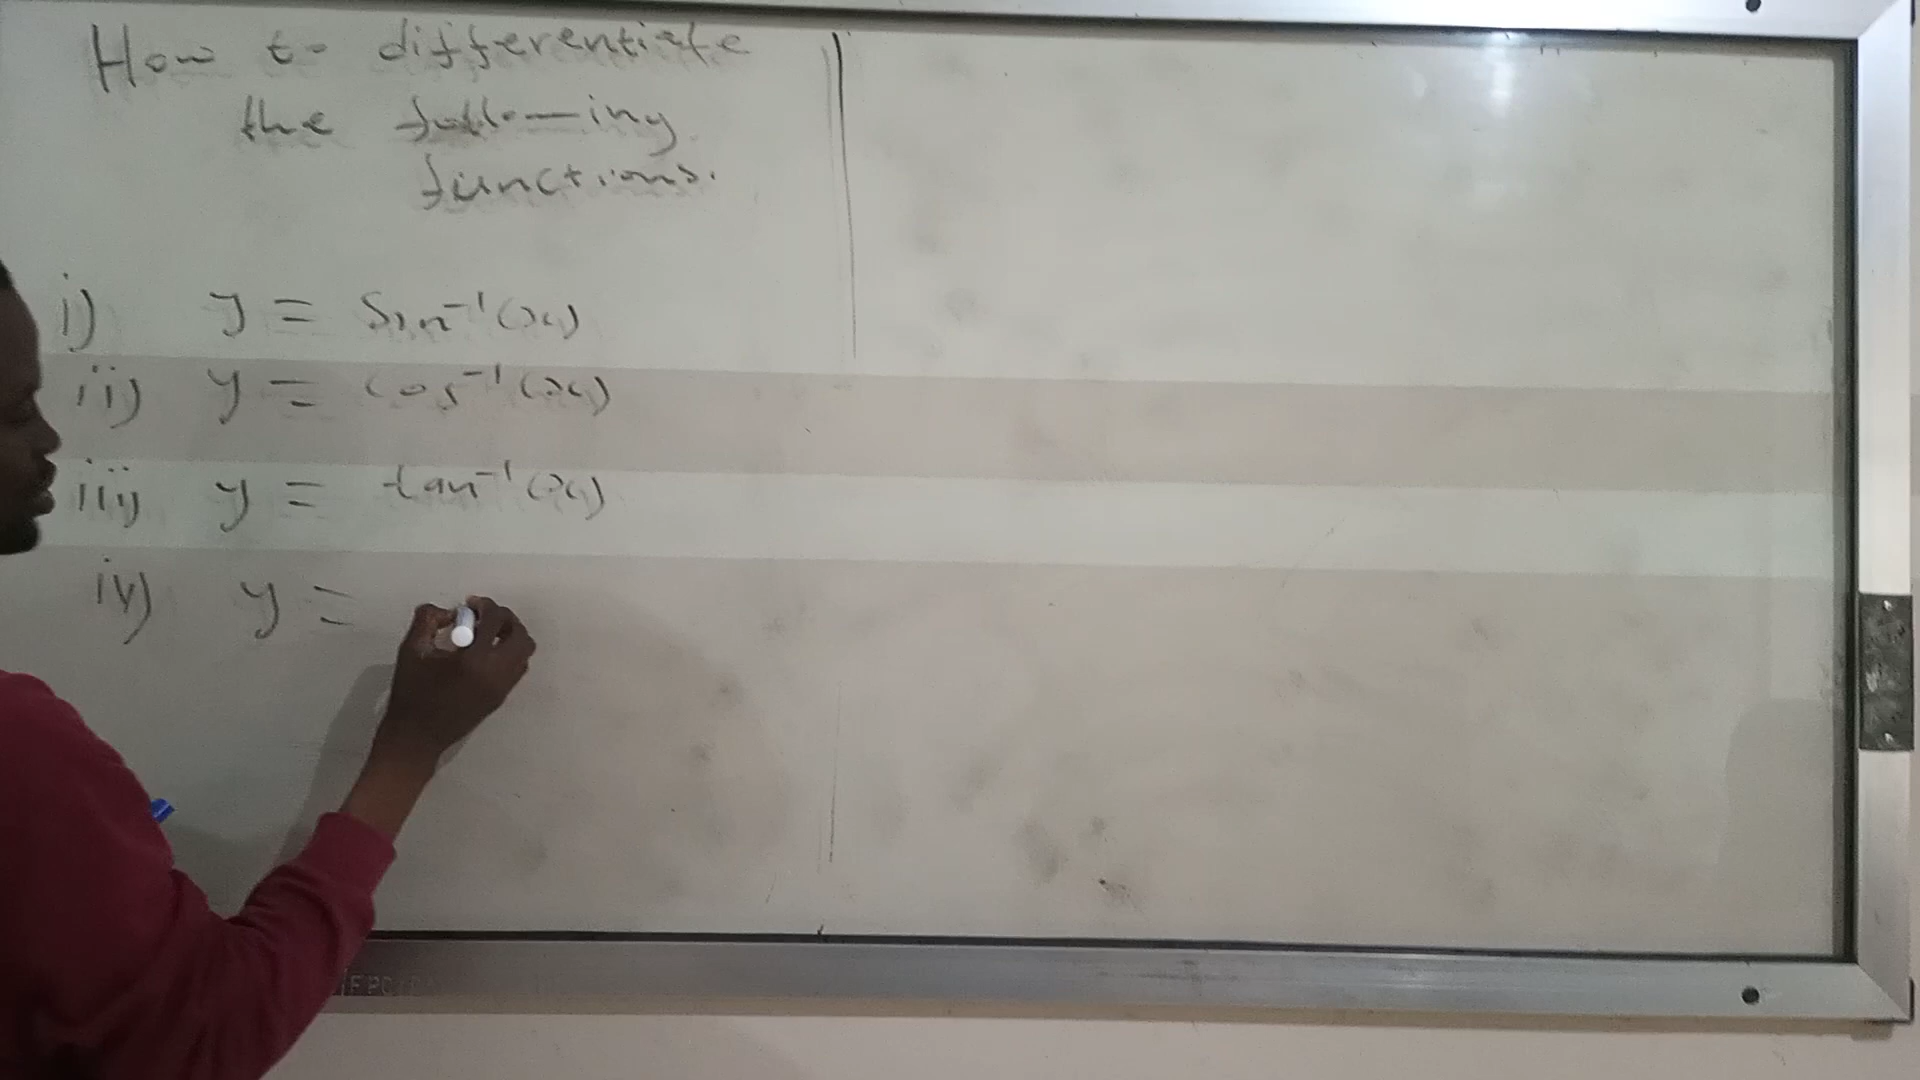 How to differentiate
the following
functions.
i) y = Sin⁻¹(x)
ii) y = Cos⁻¹(x)
iii) y = tan⁻¹(x)
iv) y =